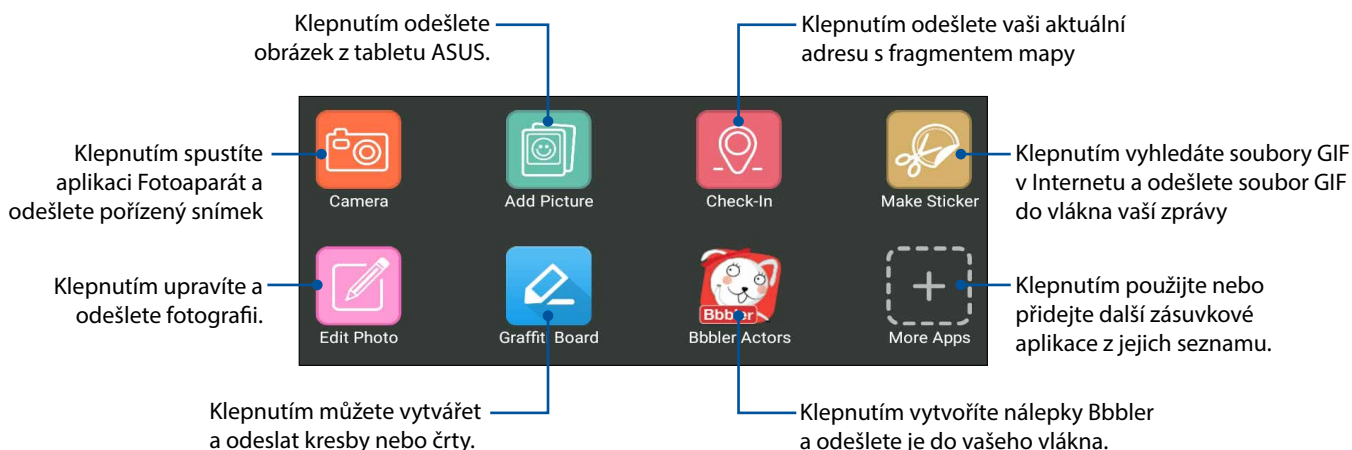 Klepnutím odešlete
obrázek z tabletu ASUS.
Klepnutím odešlete vaši aktuální
adresu s fragmentem mapy
Klepnutím spustíte
aplikaci Fotoaparát a
odešlete pořízený snímek
Camera
Add Picture
Check-In
Make Sticker
Klepnutím vyhledáte soubory GIF
v Internetu a odešlete soubor GIF
do vlákna vaší zprávy
Klepnutím upravíte a
odešlete fotografii.
Bbbler
Edit Photo
Graffiti Board
Bbbler Actors
More Apps
Klepnutím použijte nebo
přidejte další zásuvkové
aplikace z jejich seznamu.
Klepnutím můžete vytvářet
a odeslat kresby nebo črty.
Klepnutím vytvoříte nálepky Bbbler
a odešlete je do vašeho vlákna.